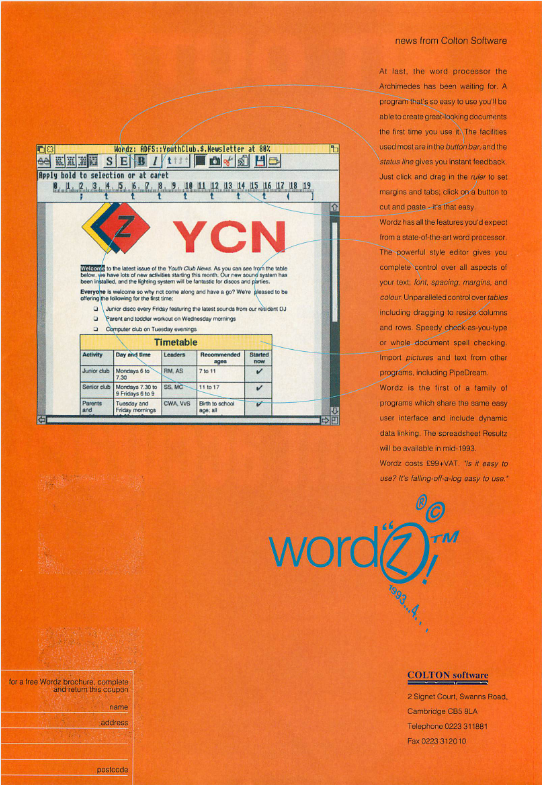 news from Colton Software
At last, the word processor the
Archimedes has been waiting for. A
program that's so easy to use you'll be
able to create great-looking documents
the first time you use it. The facilities
used most are in the button bar, and the
status line gives you instant feedback.
Just click and drag in the ruler to set
margins and tabs; click on a button to
cut and paste - it's that easy.
Wordz has all the features you'd expect
from a state-of-the-art word processor.
The powerful style editor gives you
complete control over all aspects of
your text, font, spacing, margins, and
colour. Unparalleled control over tables
including dragging to resize columns
and rows. Speedy check-as-you-type
or whole document spell checking.
Import pictures and text from other
programs, including PipeDream.
Wordz is the first of a family of
programs which share the same easy
user interface and include dynamic
data linking. The spreadsheet Resultz
will be available in mid-1993.
Wordz costs £99+VAT. "Is it easy to
use? It's falling-off-a-log easy to use."
Wordz: ADFS::YouthClub.$.Newsletter at 80%
S E B I
Apply bold to selection or at caret
0 1 2 3 4 5 6 7 8 9 10 11 12 13 14 15 16 17 18 19
Z YCN
Welcome to the latest issue of the Youth Club News. As you can see from the table
below, we have lots of new activities starting this month. Our new sound system has
been installed, and the lighting system will be fantastic for discos and parties.
Everyone is welcome so why not come along and have a go? We're pleased to be
offering the following for the first time:
Junior disco every Friday featuring the latest sounds from our resident DJ
Parent and toddler workout on Wednesday mornings
Computer club on Tuesday evenings
Timetable
Activity Day and time Leaders Recommended ages Started now
Junior club Mondays 6 to 7.30 RM, AS 7 to 11 ✔
Senior club Mondays 7.30 to 9 Fridays 6 to 9 SS, MC 11 to 17 ✔
Parents and Tuesday and Friday mornings CWA, VvS Birth to school age, all ✔
word"z"™!
®©
1993...4...
for a free Wordz brochure, complete
and return this coupon
name
address
postcode
COLTON software
2 Signet Court, Swanns Road,
Cambridge CB5 8LA
Telephone 0223 311881
Fax 0223 312010